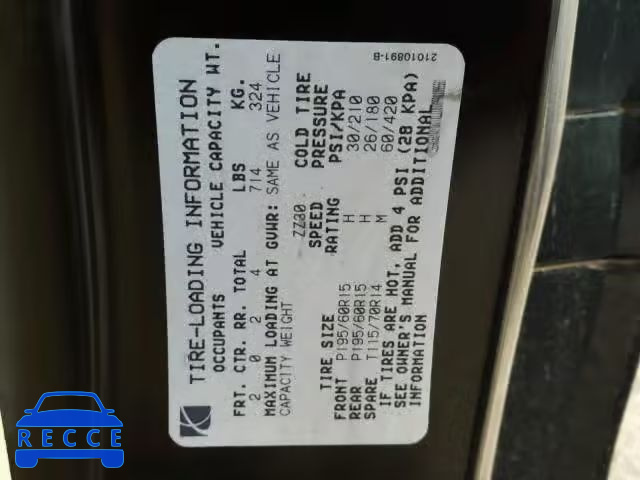 TIRE-LOADING INFORMATION
OCCUPANTS VEHICLE CAPACITY WT.
FRT. CTR. RR. TOTAL LBS KG.
2 0 2 4 714 324
MAXIMUM LOADING AT GVWR: SAME AS VEHICLE
CAPACITY WEIGHT
TIRE SIZE SPEED RATING COLD TIRE PRESSURE PSI/KPA
FRONT P195/60R15 H 30/210
REAR P195/60R15 H 26/180
SPARE T115/70R14 M 60/420
IF TIRES ARE HOT, ADD 4 PSI (28 KPA)
SEE OWNER'S MANUAL FOR ADDITIONAL
INFORMATION
21010891-B
RECCE